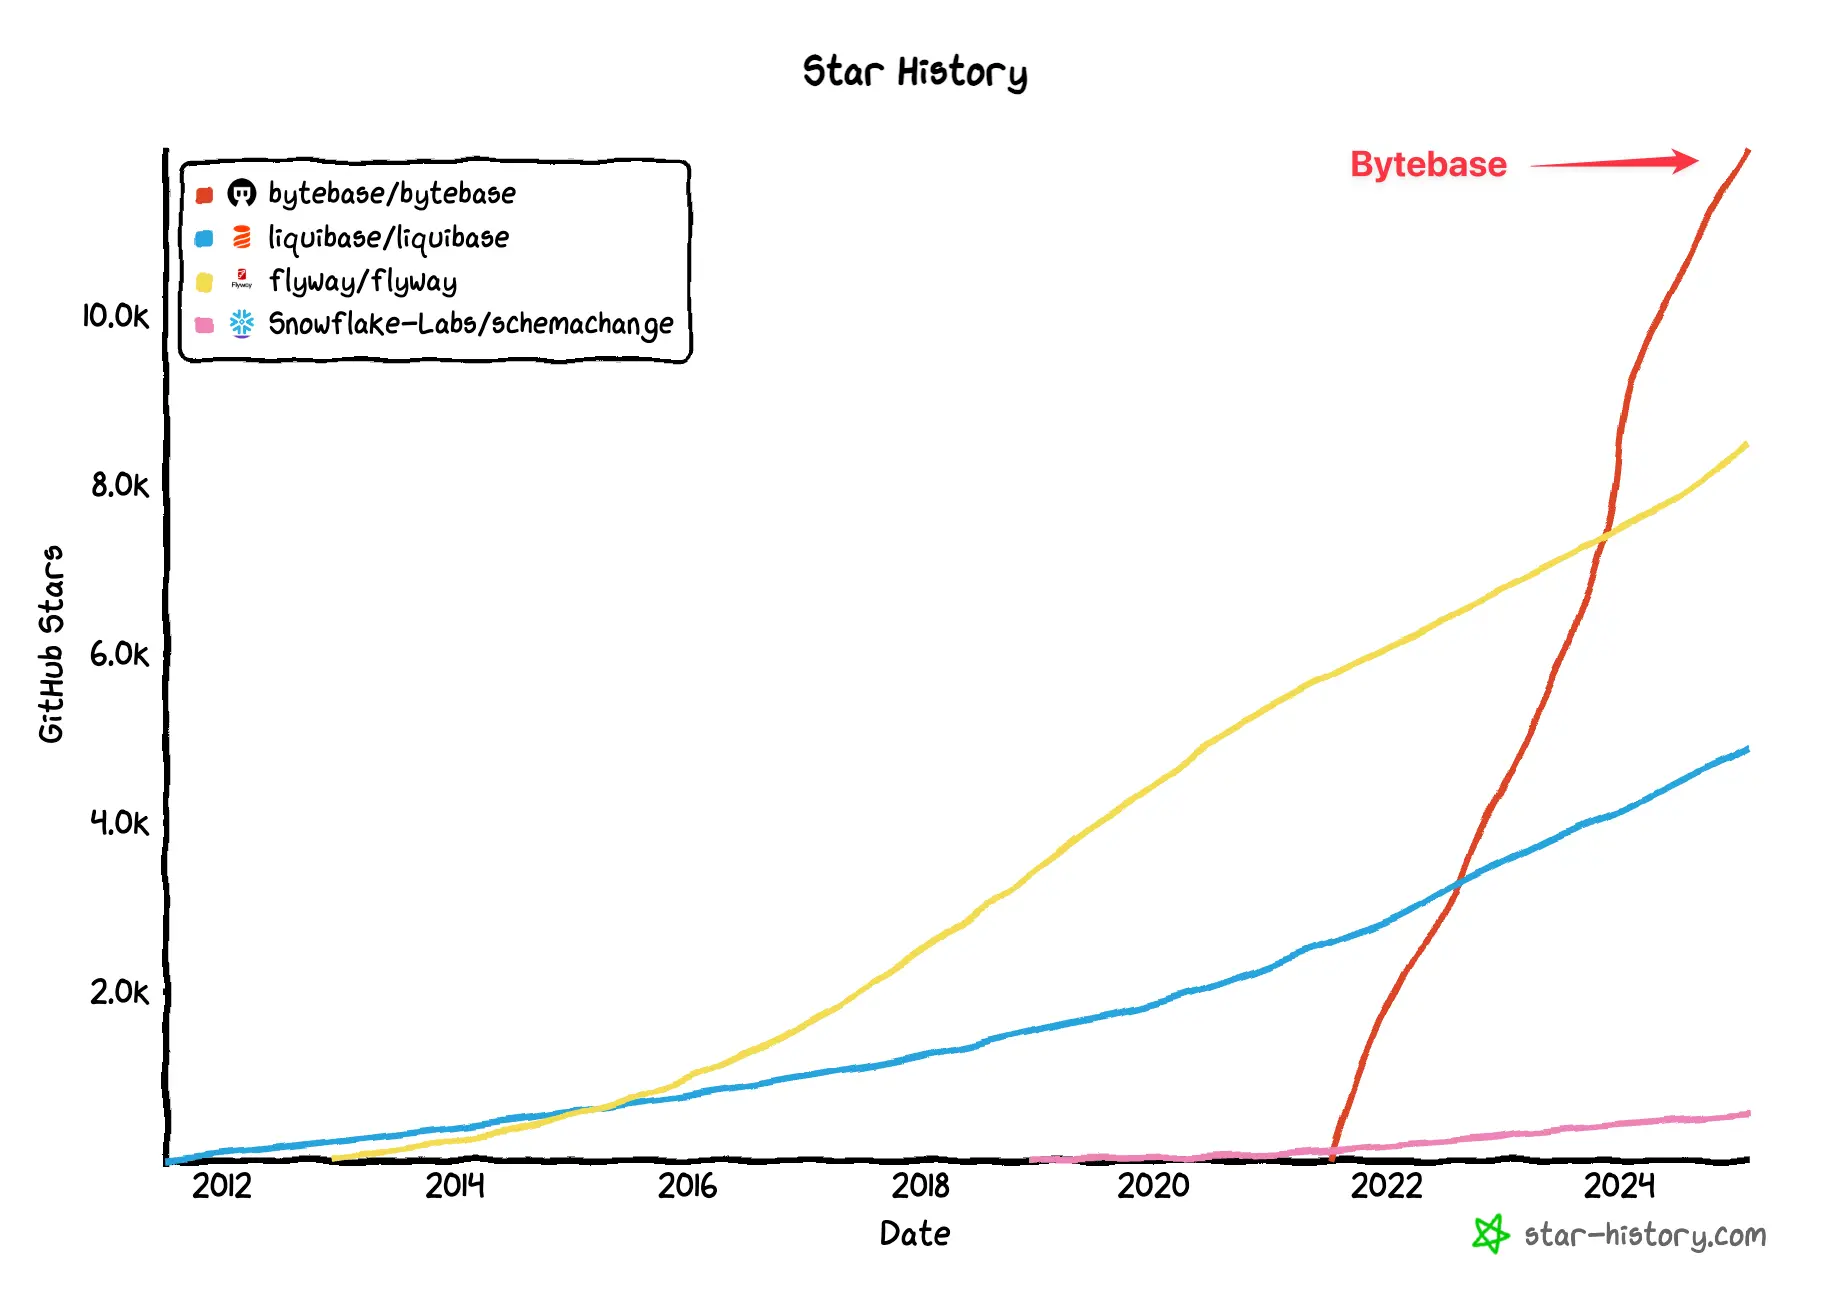 Star History
Bytebase
bytebase/bytebase
liquibase/liquibase
Flyway
flyway/flyway
Snowflake-Labs/schemachange
GitHub Stars
10.0k
8.0k
6.0k
4.0k
2.0k
2012
2014
2016
2018
2020
2022
2024
Date
star-history.com